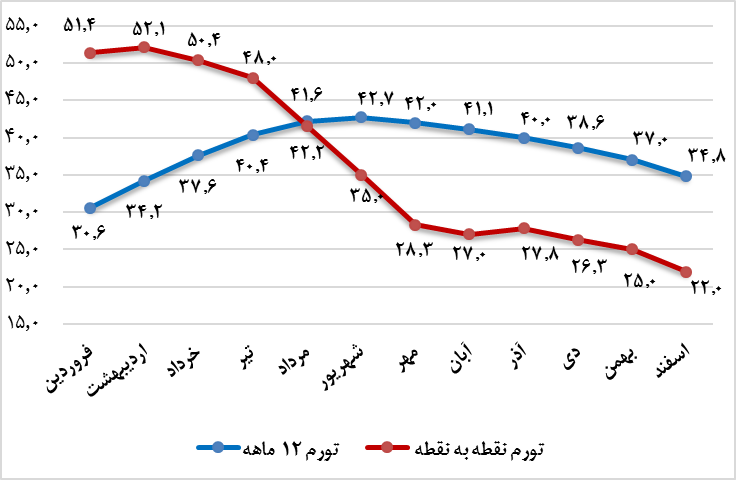 ۵۵,۰
۵۰,۰
۴۵,۰
۴۰,۰
۳۵,۰
۳۰,۰
۲۵,۰
۲۰,۰
۱۵,۰
۵۱,۴ ۵۲,۱ ۵۰,۴ ۴۸,۰ ۴۱,۶ ۴۲,۷ ۴۲,۰ ۴۱,۱ ۴۰,۰ ۳۸,۶ ۳۷,۰ ۳۴,۸
۳۰,۶ ۳۴,۲ ۳۷,۶ ۴۰,۴ ۴۲,۲ ۳۵,۰ ۲۸,۳ ۲۷,۰ ۲۷,۸ ۲۶,۳ ۲۵,۰ ۲۲,۰
فروردین اردیبهشت خرداد تیر مرداد شهریور مهر آبان آذر دی بهمن اسفند
تورم ۱۲ ماهه
تورم نقطه به نقطه